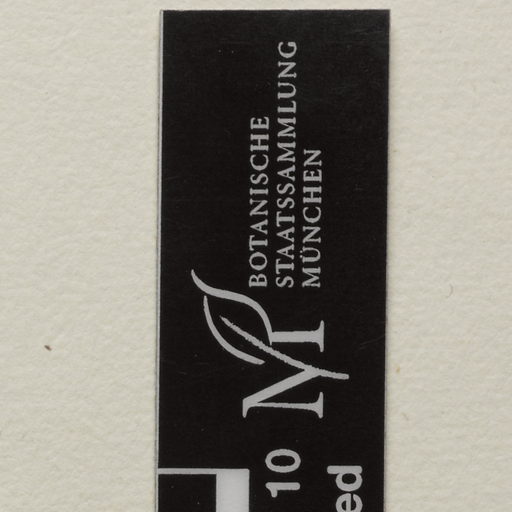 BOTANISCHE
STAATSSAMMLUNG
MÜNCHEN
M
10
ed